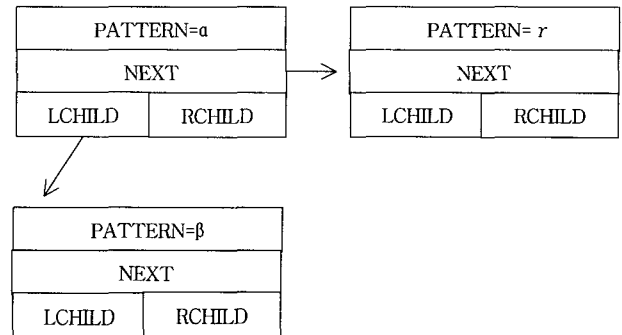 PATTERN=α
NEXT
LCHILD RCHILD
PATTERN= r
NEXT
LCHILD RCHILD
PATTERN=β
NEXT
LCHILD RCHILD